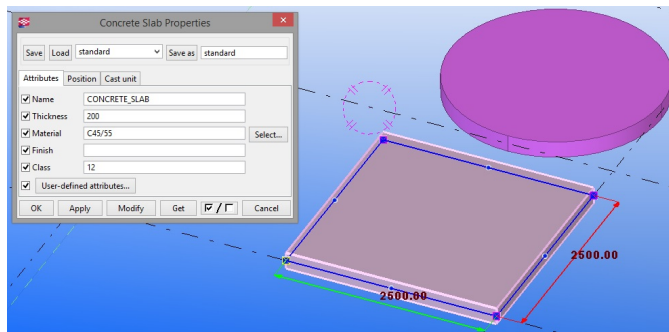 Concrete Slab Properties
Save Load standard Save as standard
Attributes Position Cast unit
Name CONCRETE_SLAB
Thickness 200
Material C45/55 Select...
Finish
Class 12
User-defined attributes...
OK Apply Modify Get / Cancel
2500.00
2500.00